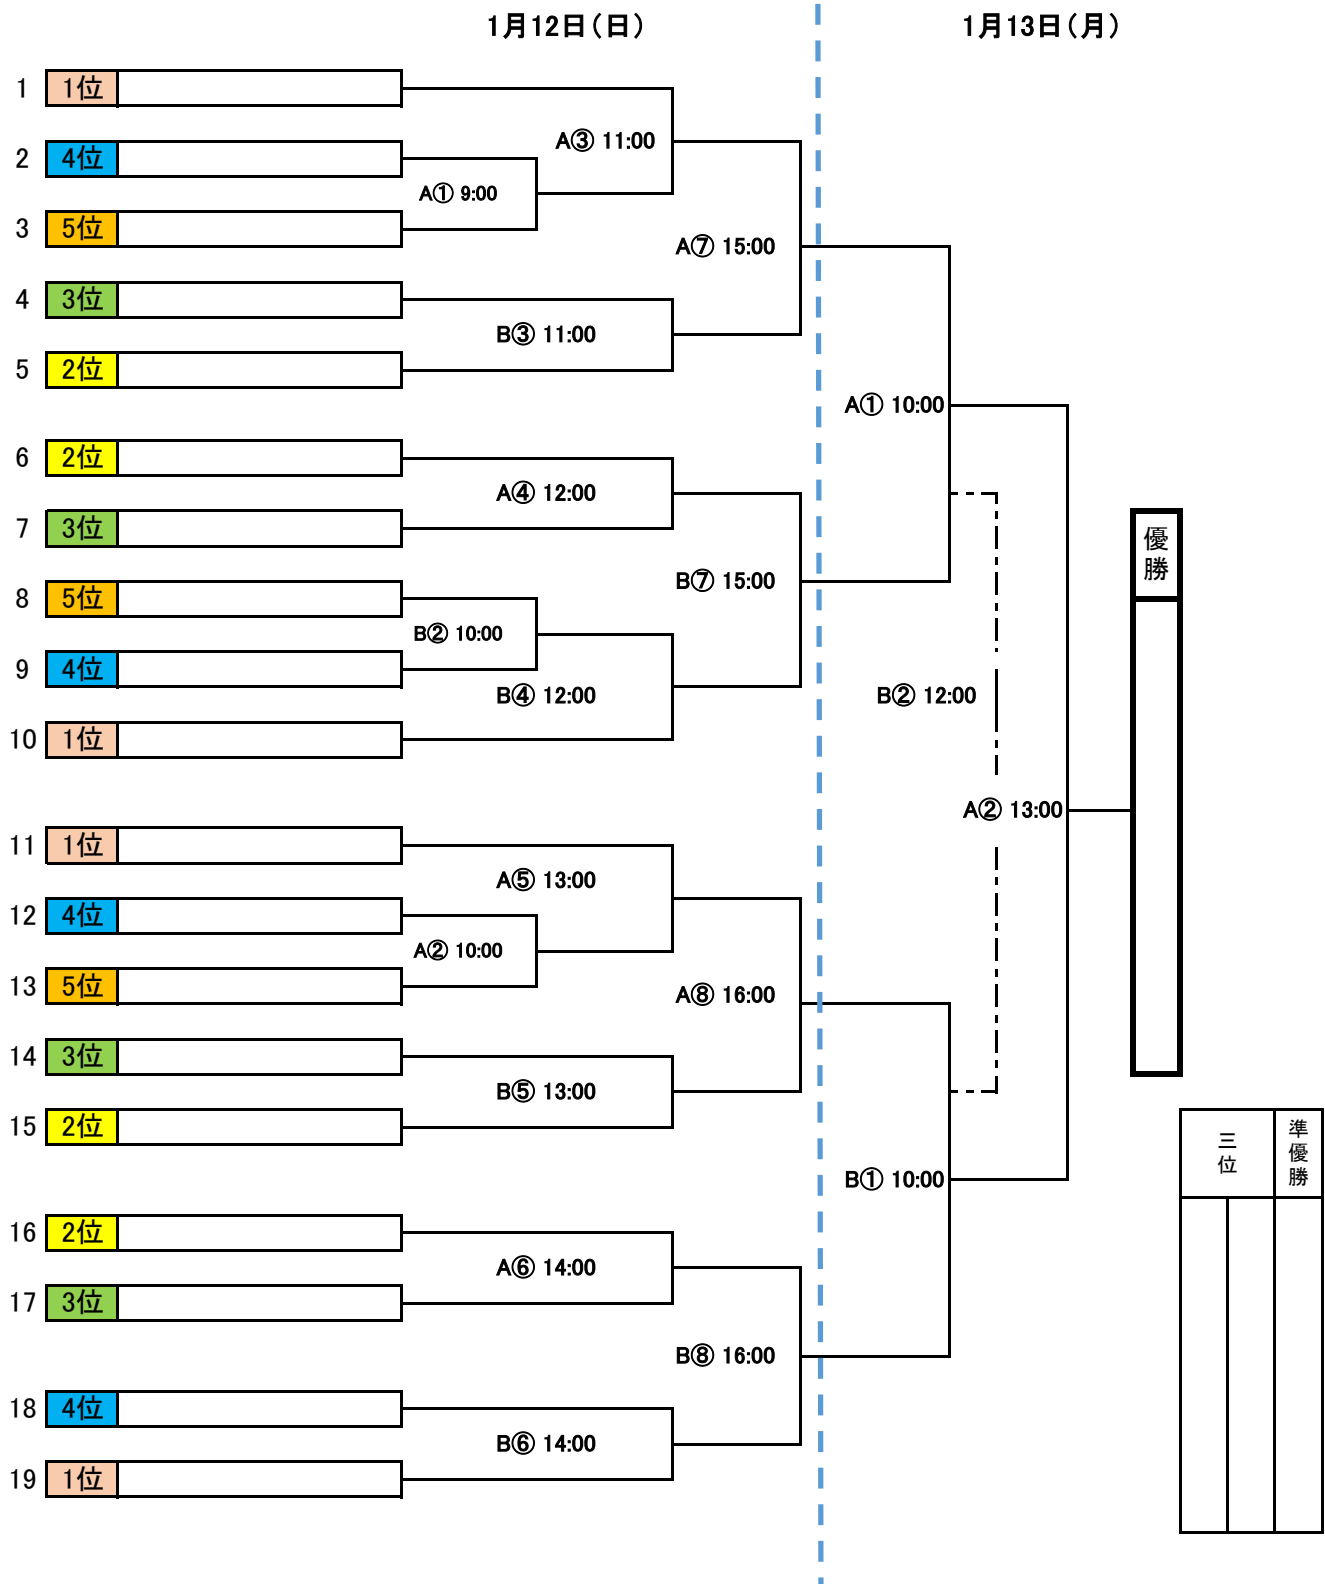 1月12日(日)
1月13日(月)
1 1位
A③ 11:00
2 4位
A① 9:00
3 5位
A⑦ 15:00
4 3位
B③ 11:00
5 2位
A① 10:00
6 2位
A④ 12:00
7 3位
優勝
B⑦ 15:00
8 5位
B② 10:00
9 4位
B④ 12:00
B② 12:00
10 1位
A② 13:00
11 1位
A⑤ 13:00
12 4位
A② 10:00
13 5位
A⑧ 16:00
14 3位
B⑤ 13:00
15 2位
三位
準優勝
B① 10:00
16 2位
A⑥ 14:00
17 3位
B⑧ 16:00
18 4位
B⑥ 14:00
19 1位